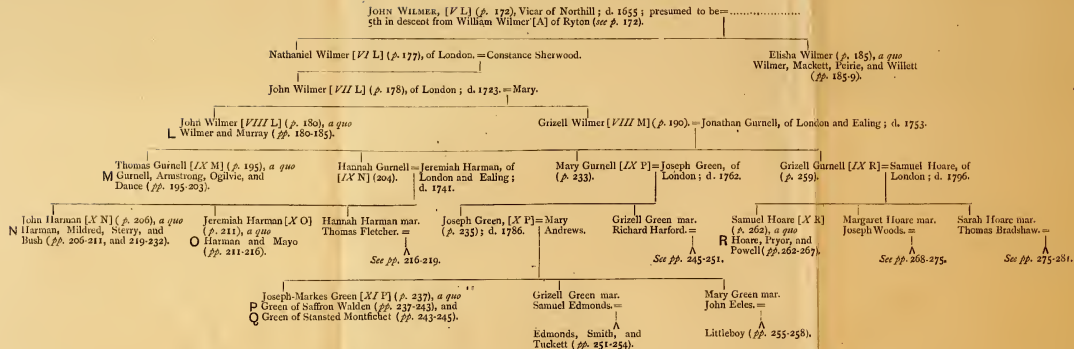 JOHN WILMER, [V L] (p. 172), Vicar of Northill; d. 1655; presumed to be=....................
5th in descent from William Wilmer [A] of Ryton (see p. 172).
Nathaniel Wilmer [VI L] (p. 177), of London.=Constance Sherwood.
Elisha Wilmer (p. 185), a quo
Wilmer, Mackett, Peirie, and Willett
(pp. 185-9).
John Wilmer [VII L] (p. 178), of London; d. 1723.=Mary.
John Wilmer [VIII L] (p. 180), a quo
L Wilmer and Murray (pp. 180-185).
Grizell Wilmer [VIII M] (p. 190).=Jonathan Gurnell, of London and Ealing; d. 1753.
Thomas Gurnell [IX M] (p. 195), a quo
M Gurnell, Armstrong, Ogilvie, and
Dance (pp. 195-203).
Hannah Gurnell=Jeremiah Harman, of
[IX N] (204). London and Ealing;
d. 1741.
Mary Gurnell [IX P]=Joseph Green, of
(p. 233). London; d. 1762.
Grizell Gurnell [IX R]=Samuel Hoare, of
(p. 259). London; d. 1796.
John Harman [X N] (p. 206), a quo
N Harman, Mildred, Sterry, and
Bush (pp. 206-211, and 219-232).
Jeremiah Harman [X O]
(p. 211), a quo
O Harman and Mayo
(pp. 211-216).
Hannah Harman mar.
Thomas Fletcher.=
See pp. 216-219.
Joseph Green, [X P]=Mary
(p. 235); d. 1786. Andrews.
Grizell Green mar.
Richard Harford.=
See pp. 245-251.
Samuel Hoare [X R]
(p. 262), a quo
R Hoare, Pryor, and
Powell (pp. 262-267).
Margaret Hoare mar.
Joseph Woods.=
See pp. 268-275.
Sarah Hoare mar.
Thomas Bradshaw.=
See pp. 275-281.
Joseph-Markes Green [XI P] (p. 237), a quo
P Green of Saffron Walden (pp. 237-243), and
Q Green of Stansted Montfichet (pp. 243-245).
Grizell Green mar.
Samuel Edmonds.=
Edmonds, Smith, and
Tuckett (pp. 251-254).
Mary Green mar.
John Eeles.=
Littleboy (pp. 255-258).